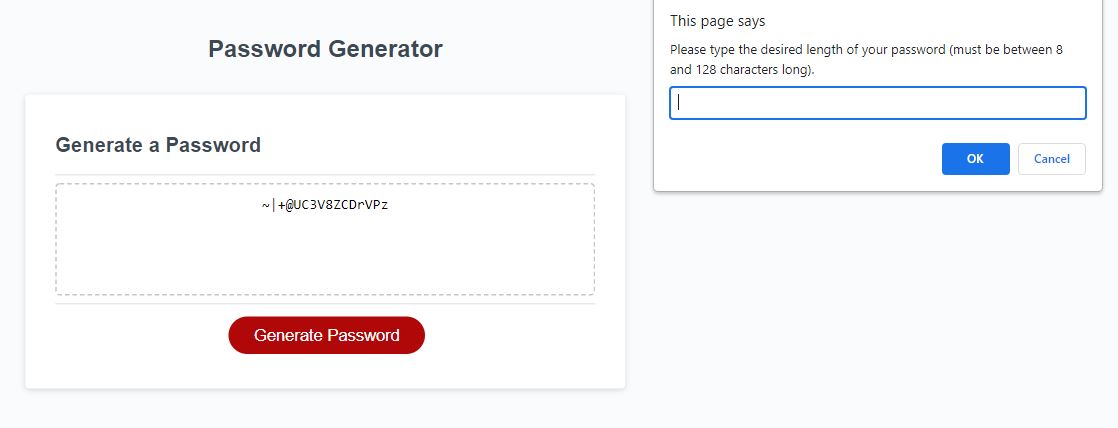 Password Generator
Generate a Password
~|+@UC3V8ZCDrVPz
Generate Password
This page says
Please type the desired length of your password (must be between 8
and 128 characters long).
OK
Cancel